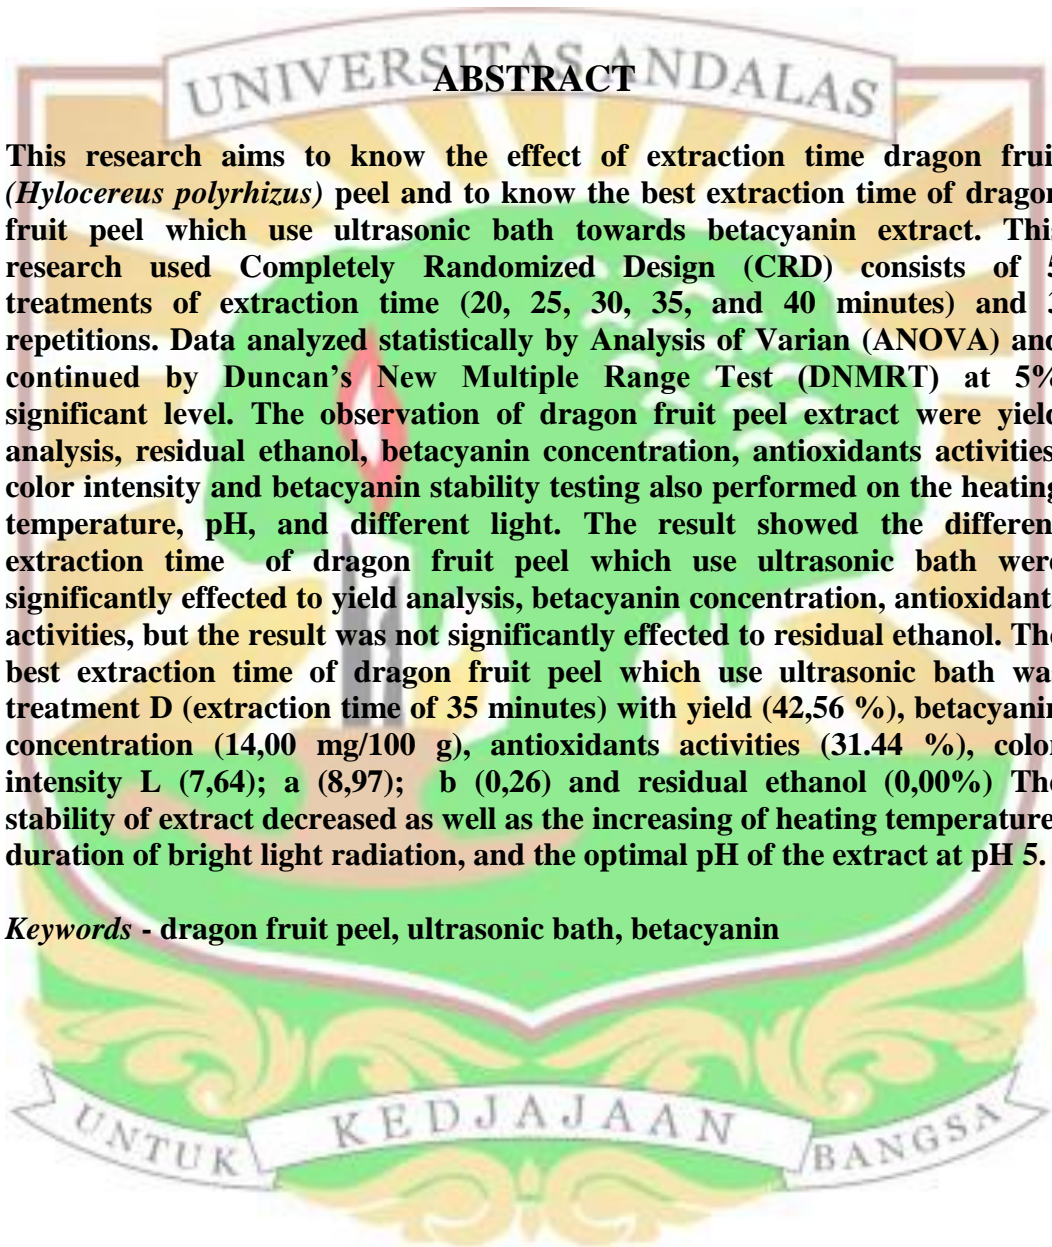 UNIVERSITAS ANDALAS
ABSTRACT
This research aims to know the effect of extraction time dragon frui
(Hylocereus polyrhizus) peel and to know the best extraction time of dragon
fruit peel which use ultrasonic bath towards betacyanin extract. This
research used Completely Randomized Design (CRD) consists of 5
treatments of extraction time (20, 25, 30, 35, and 40 minutes) and 3
repetitions. Data analyzed statistically by Analysis of Varian (ANOVA) and
continued by Duncan's New Multiple Range Test (DNMRT) at 5%
significant level. The observation of dragon fruit peel extract were yield
analysis, residual ethanol, betacyanin concentration, antioxidants activities
color intensity and betacyanin stability testing also performed on the heating
temperature, pH, and different light. The result showed the differen
extraction time of dragon fruit peel which use ultrasonic bath were
significantly effected to yield analysis, betacyanin concentration, antioxidant
activities, but the result was not significantly effected to residual ethanol. The
best extraction time of dragon fruit peel which use ultrasonic bath wa
treatment D (extraction time of 35 minutes) with yield (42,56 %), betacyanin
concentration (14,00 mg/100 g), antioxidants activities (31.44 %), color
intensity L (7,64); a (8,97); b (0,26) and residual ethanol (0,00%) The
stability of extract decreased as well as the increasing of heating temperature
duration of bright light radiation, and the optimal pH of the extract at pH 5.
Keywords - dragon fruit peel, ultrasonic bath, betacyanin
UNTUK KEDJAJAAN BANGSA